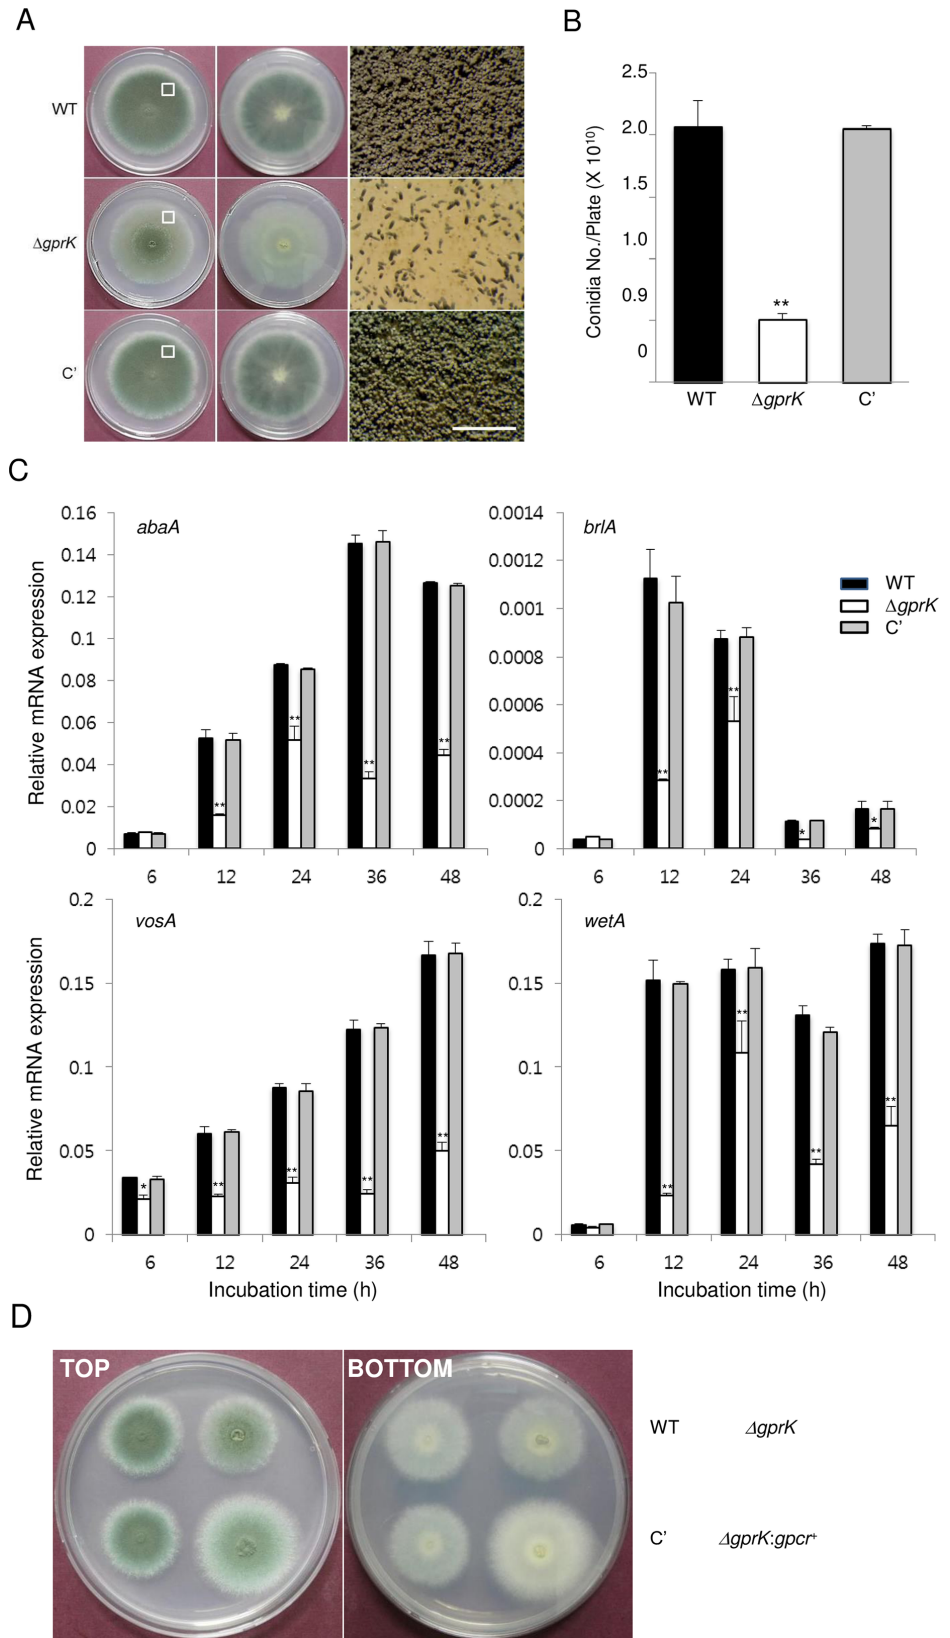 A
WT
ΔgprK
C'
B
Conidia No./Plate (X 10¹⁰)
2.5
2.0
1.5
1.0
0.9
0
**
WT
ΔgprK
C'
C
Relative mRNA expression
abaA
0.16
0.14
0.12
0.1
0.08
0.06
0.04
0.02
0
** ** ** **
6 12 24 36 48
brlA
0.0014
0.0012
0.001
0.0008
0.0006
0.0004
0.0002
0
** ** * *
6 12 24 36 48
WT
ΔgprK
C'
Relative mRNA expression
vosA
0.2
0.15
0.1
0.05
0
* ** ** ** **
6 12 24 36 48
Incubation time (h)
wetA
0.2
0.15
0.1
0.05
0
** ** ** **
6 12 24 36 48
Incubation time (h)
D
TOP
BOTTOM
WT ΔgprK
C' ΔgprK:gpcr⁺